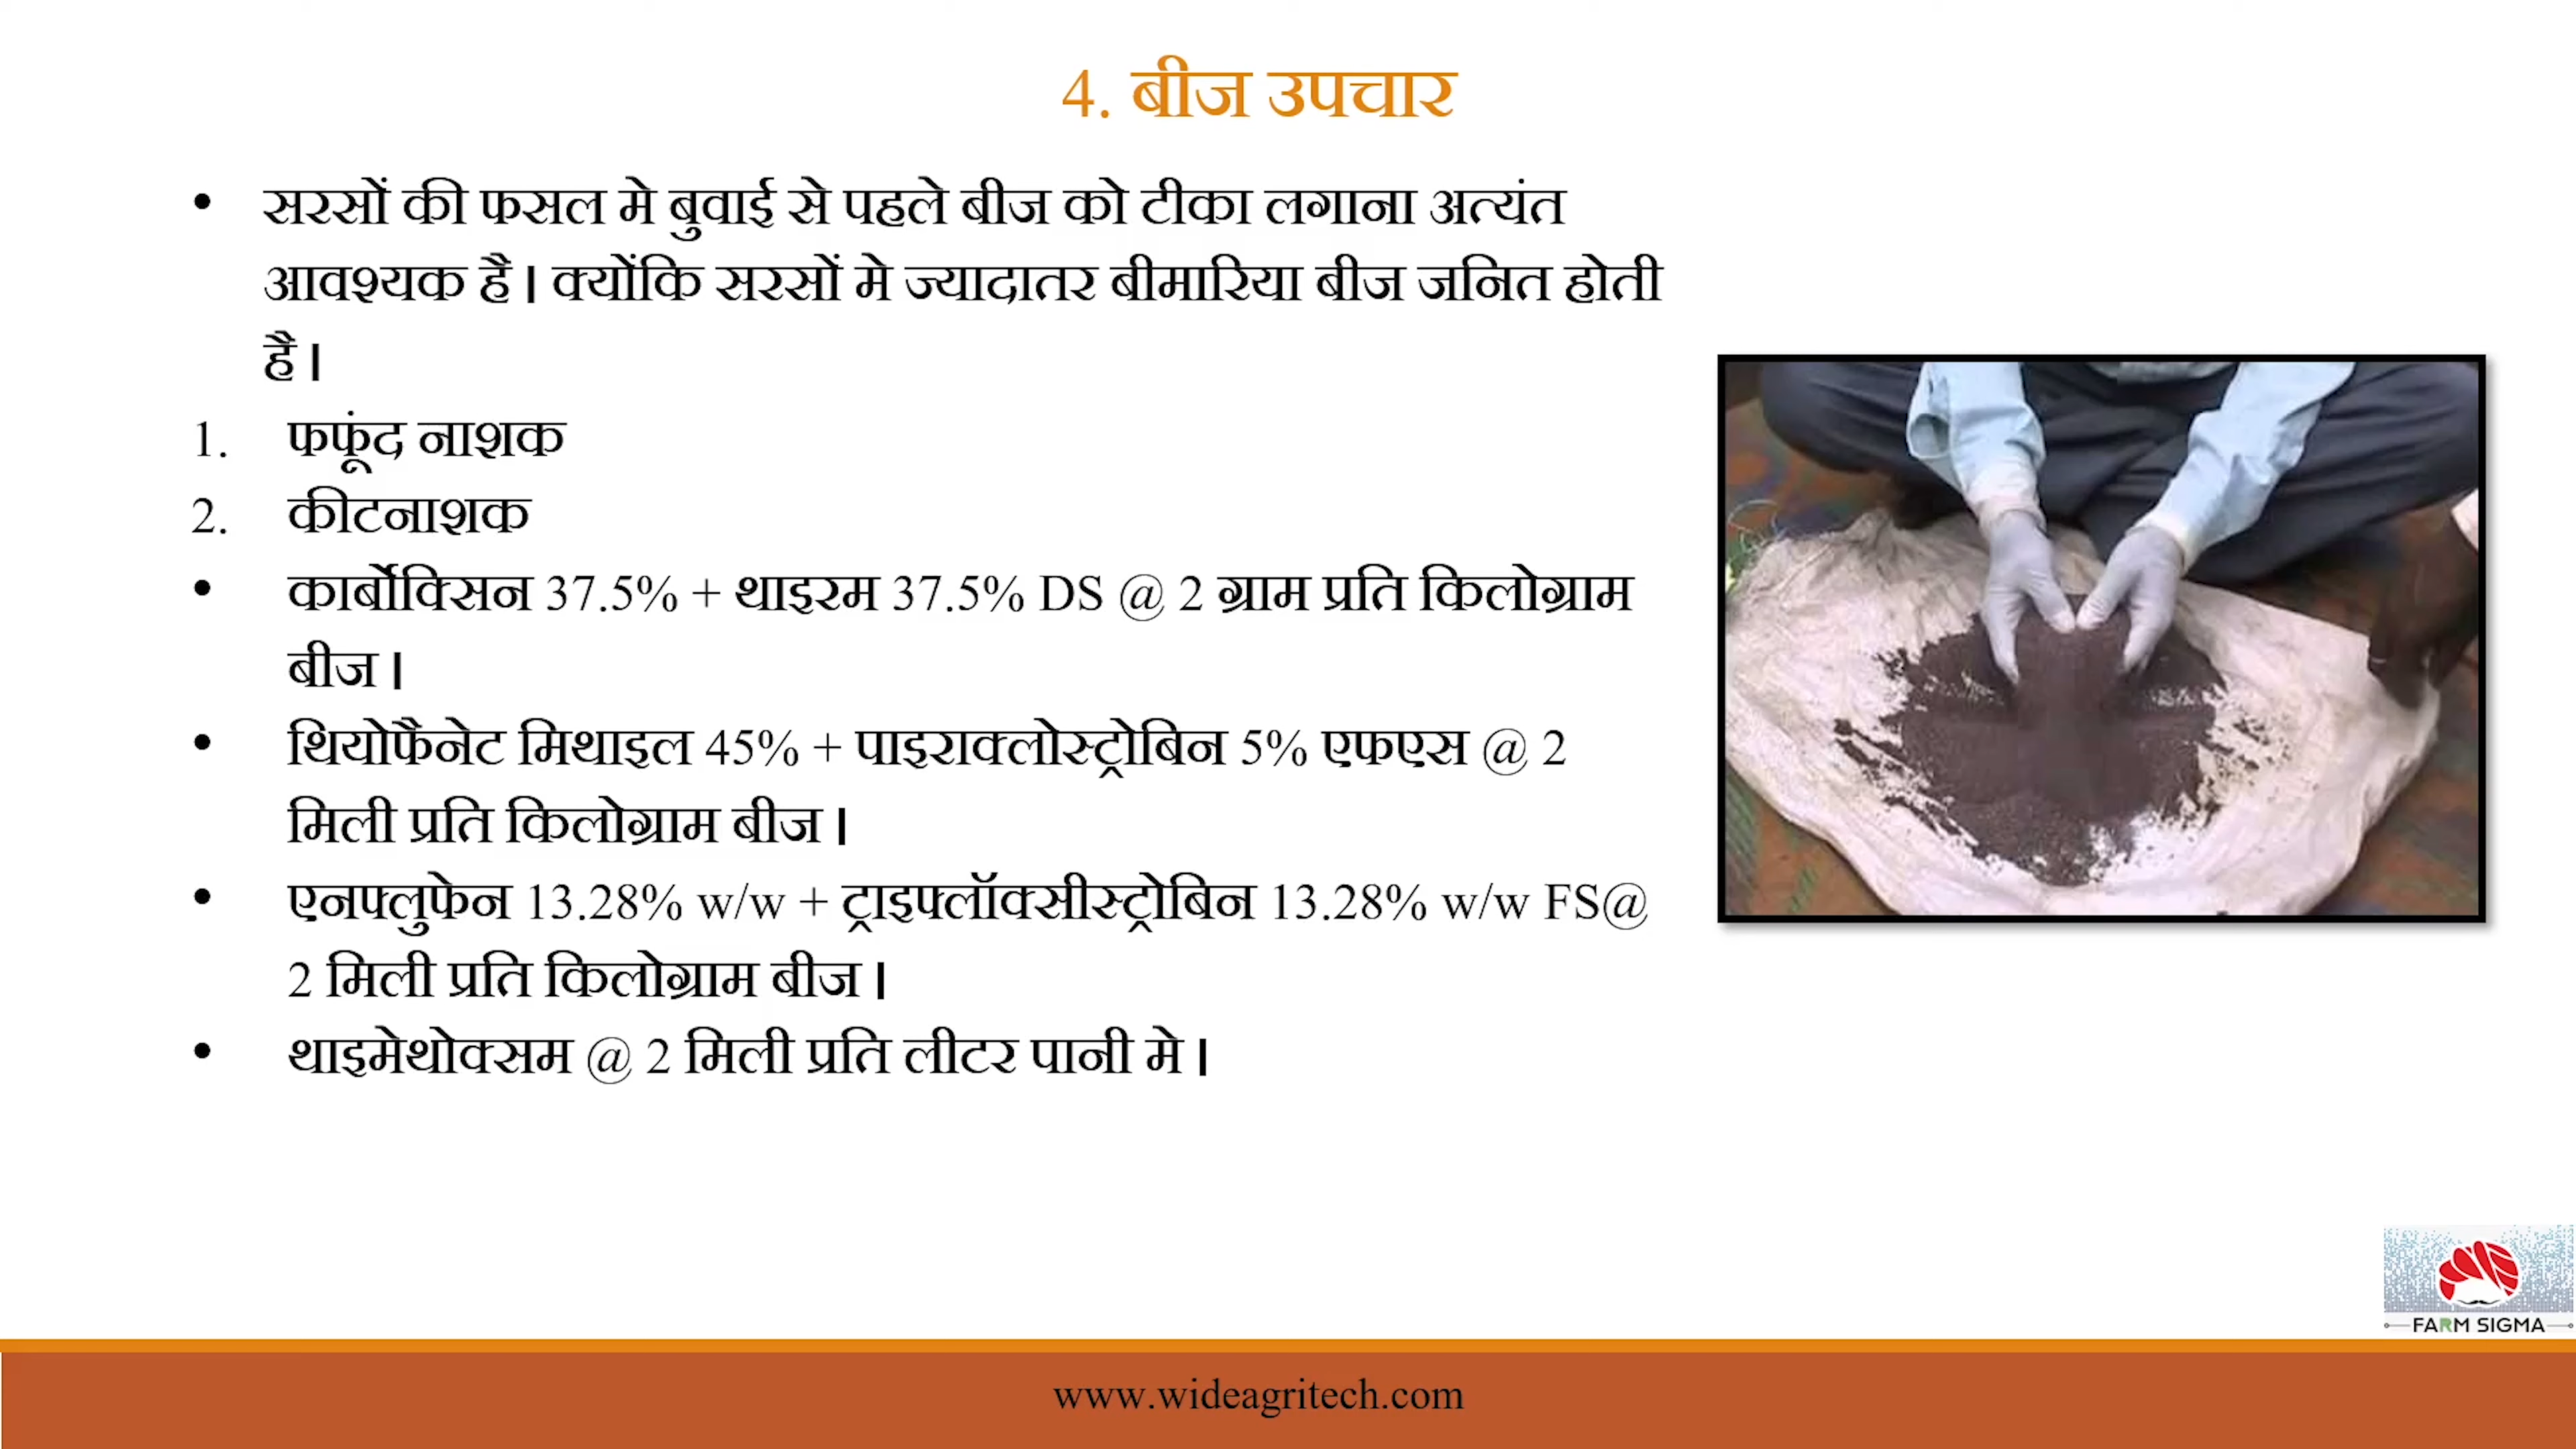 4. बीज उपचार
• सरसों की फसल मे बुवाई से पहले बीज को टीका लगाना अत्यंत
आवश्यक है। क्योंकि सरसों मे ज्यादातर बीमारिया बीज जनित होती
है।
1. फफूंद नाशक
2. कीटनाशक
• कार्बोक्सिन 37.5% + थाइरम 37.5% DS @ 2 ग्राम प्रति किलोग्राम
बीज।
• थियोफैनेट मिथाइल 45% + पाइराक्लोस्ट्रोबिन 5% एफएस @ 2
मिली प्रति किलोग्राम बीज।
• एनफ्लुफेन 13.28% w/w + ट्राइफ्लॉक्सीस्ट्रोबिन 13.28% w/w FS@
2 मिली प्रति किलोग्राम बीज।
• थाइमेथोक्सम @ 2 मिली प्रति लीटर पानी मे।
FARM SIGMA
www.wideagritech.com